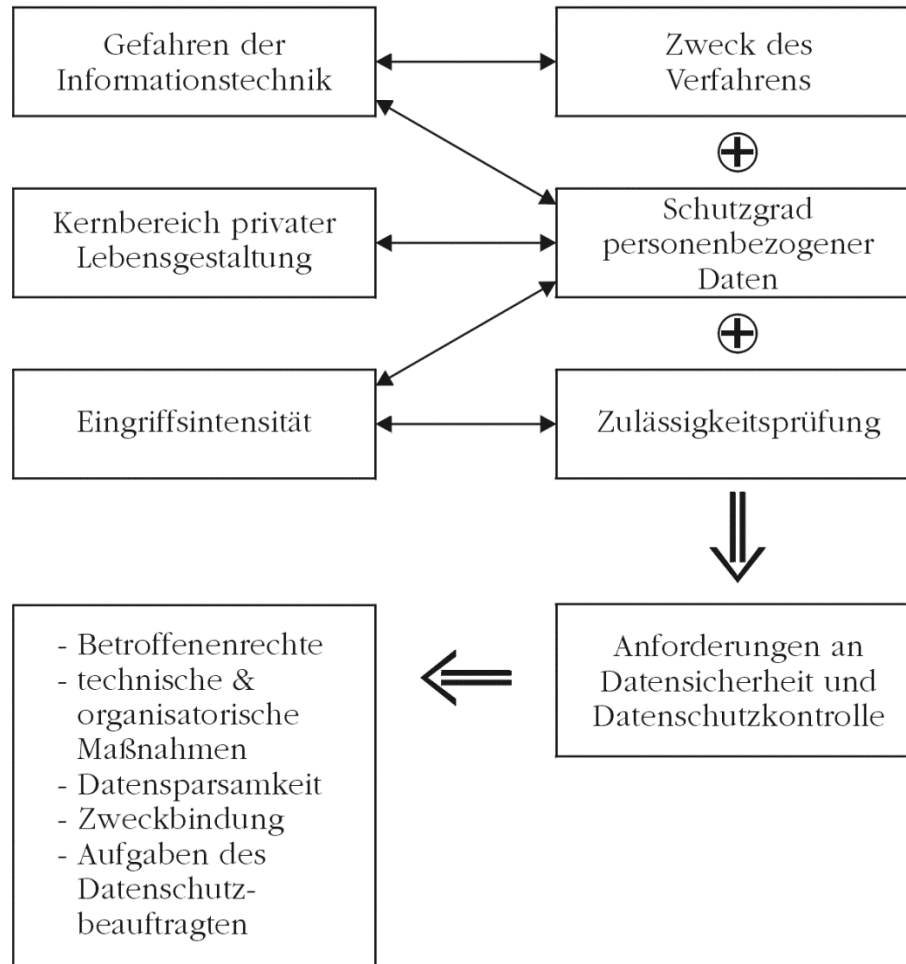 Gefahren der
Informationstechnik
Zweck des
Verfahrens
Kernbereich privater
Lebensgestaltung
Schutzgrad
personenbezogener
Daten
Eingriffsintensität
Zulässigkeitsprüfung
Anforderungen an
Datensicherheit und
Datenschutzkontrolle
- Betroffenenrechte
- technische &
organisatorische
Maßnahmen
- Datensparsamkeit
- Zweckbindung
- Aufgaben des
Datenschutz-
beauftragten